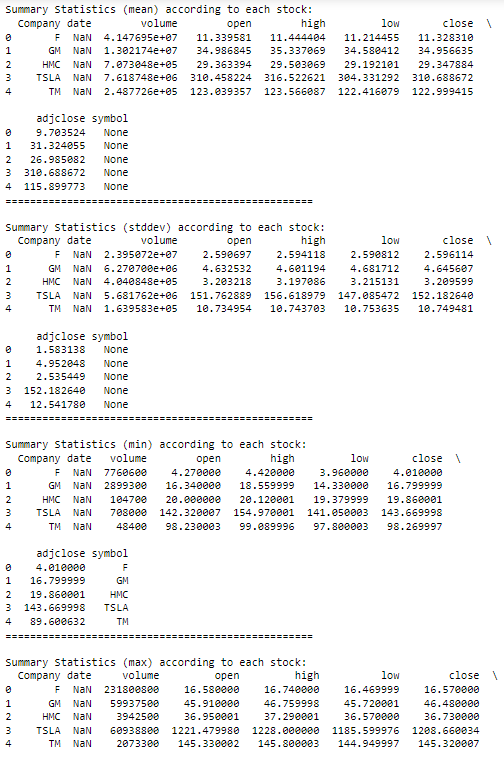 Summary Statistics (mean) according to each stock:
Company date volume open high low close \
0 F NaN 4.147695e+07 11.339581 11.444404 11.214455 11.328310
1 GM NaN 1.302174e+07 34.986845 35.337069 34.580412 34.956635
2 HMC NaN 7.073048e+05 29.363394 29.503069 29.192101 29.347884
3 TSLA NaN 7.618748e+06 310.458224 316.522621 304.331292 310.688672
4 TM NaN 2.487726e+05 123.039357 123.566087 122.416079 122.999415
adjclose symbol
0 9.703524 None
1 31.324055 None
2 26.985082 None
3 310.688672 None
4 115.899773 None
==================================================
Summary Statistics (stddev) according to each stock:
Company date volume open high low close \
0 F NaN 2.395072e+07 2.590697 2.594118 2.590812 2.596114
1 GM NaN 6.270700e+06 4.632532 4.601194 4.681712 4.645607
2 HMC NaN 4.040848e+05 3.203218 3.197086 3.215131 3.209599
3 TSLA NaN 5.681762e+06 151.762889 156.618979 147.085472 152.182640
4 TM NaN 1.639583e+05 10.734954 10.743703 10.753635 10.749481
adjclose symbol
0 1.583138 None
1 4.952048 None
2 2.535449 None
3 152.182640 None
4 12.541780 None
==================================================
Summary Statistics (min) according to each stock:
Company date volume open high low close \
0 F NaN 7760600 4.270000 4.420000 3.960000 4.010000
1 GM NaN 2899300 16.340000 18.559999 14.330000 16.799999
2 HMC NaN 104700 20.000000 20.120001 19.379999 19.860001
3 TSLA NaN 708000 142.320007 154.970001 141.050003 143.669998
4 TM NaN 48400 98.230003 99.089996 97.800003 98.269997
adjclose symbol
0 4.010000 F
1 16.799999 GM
2 19.860001 HMC
3 143.669998 TSLA
4 89.600632 TM
==================================================
Summary Statistics (max) according to each stock:
Company date volume open high low close \
0 F NaN 231800800 16.580000 16.740000 16.469999 16.570000
1 GM NaN 59937500 45.910000 46.759998 45.720001 46.480000
2 HMC NaN 3942500 36.950001 37.290001 36.570000 36.730000
3 TSLA NaN 60938800 1221.479980 1228.000000 1185.599976 1208.660034
4 TM NaN 2073300 145.330002 145.800003 144.949997 145.320007